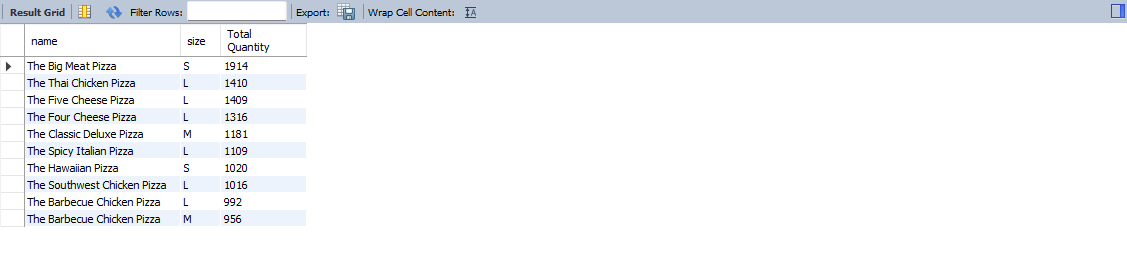 Result Grid Filter Rows: Export: Wrap Cell Content: IA
name size Total Quantity
The Big Meat Pizza S 1914
The Thai Chicken Pizza L 1410
The Five Cheese Pizza L 1409
The Four Cheese Pizza L 1316
The Classic Deluxe Pizza M 1181
The Spicy Italian Pizza L 1109
The Hawaiian Pizza S 1020
The Southwest Chicken Pizza L 1016
The Barbecue Chicken Pizza L 992
The Barbecue Chicken Pizza M 956